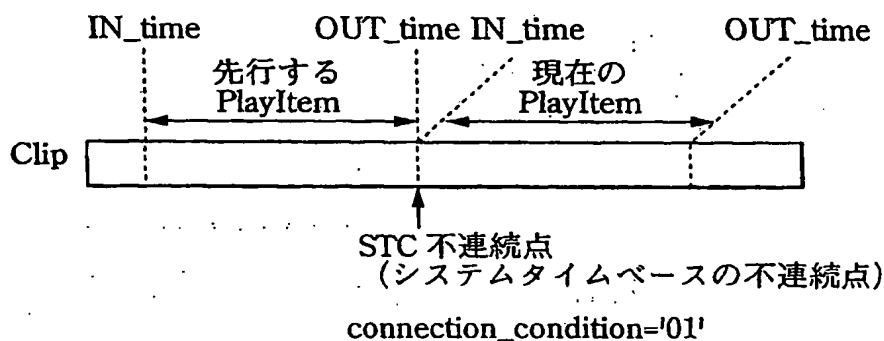 IN_time OUT_time IN_time OUT_time
先行する
PlayItem
現在の
PlayItem
Clip
STC 不連続点
(システムタイムベースの不連続点)
connection_condition='01'